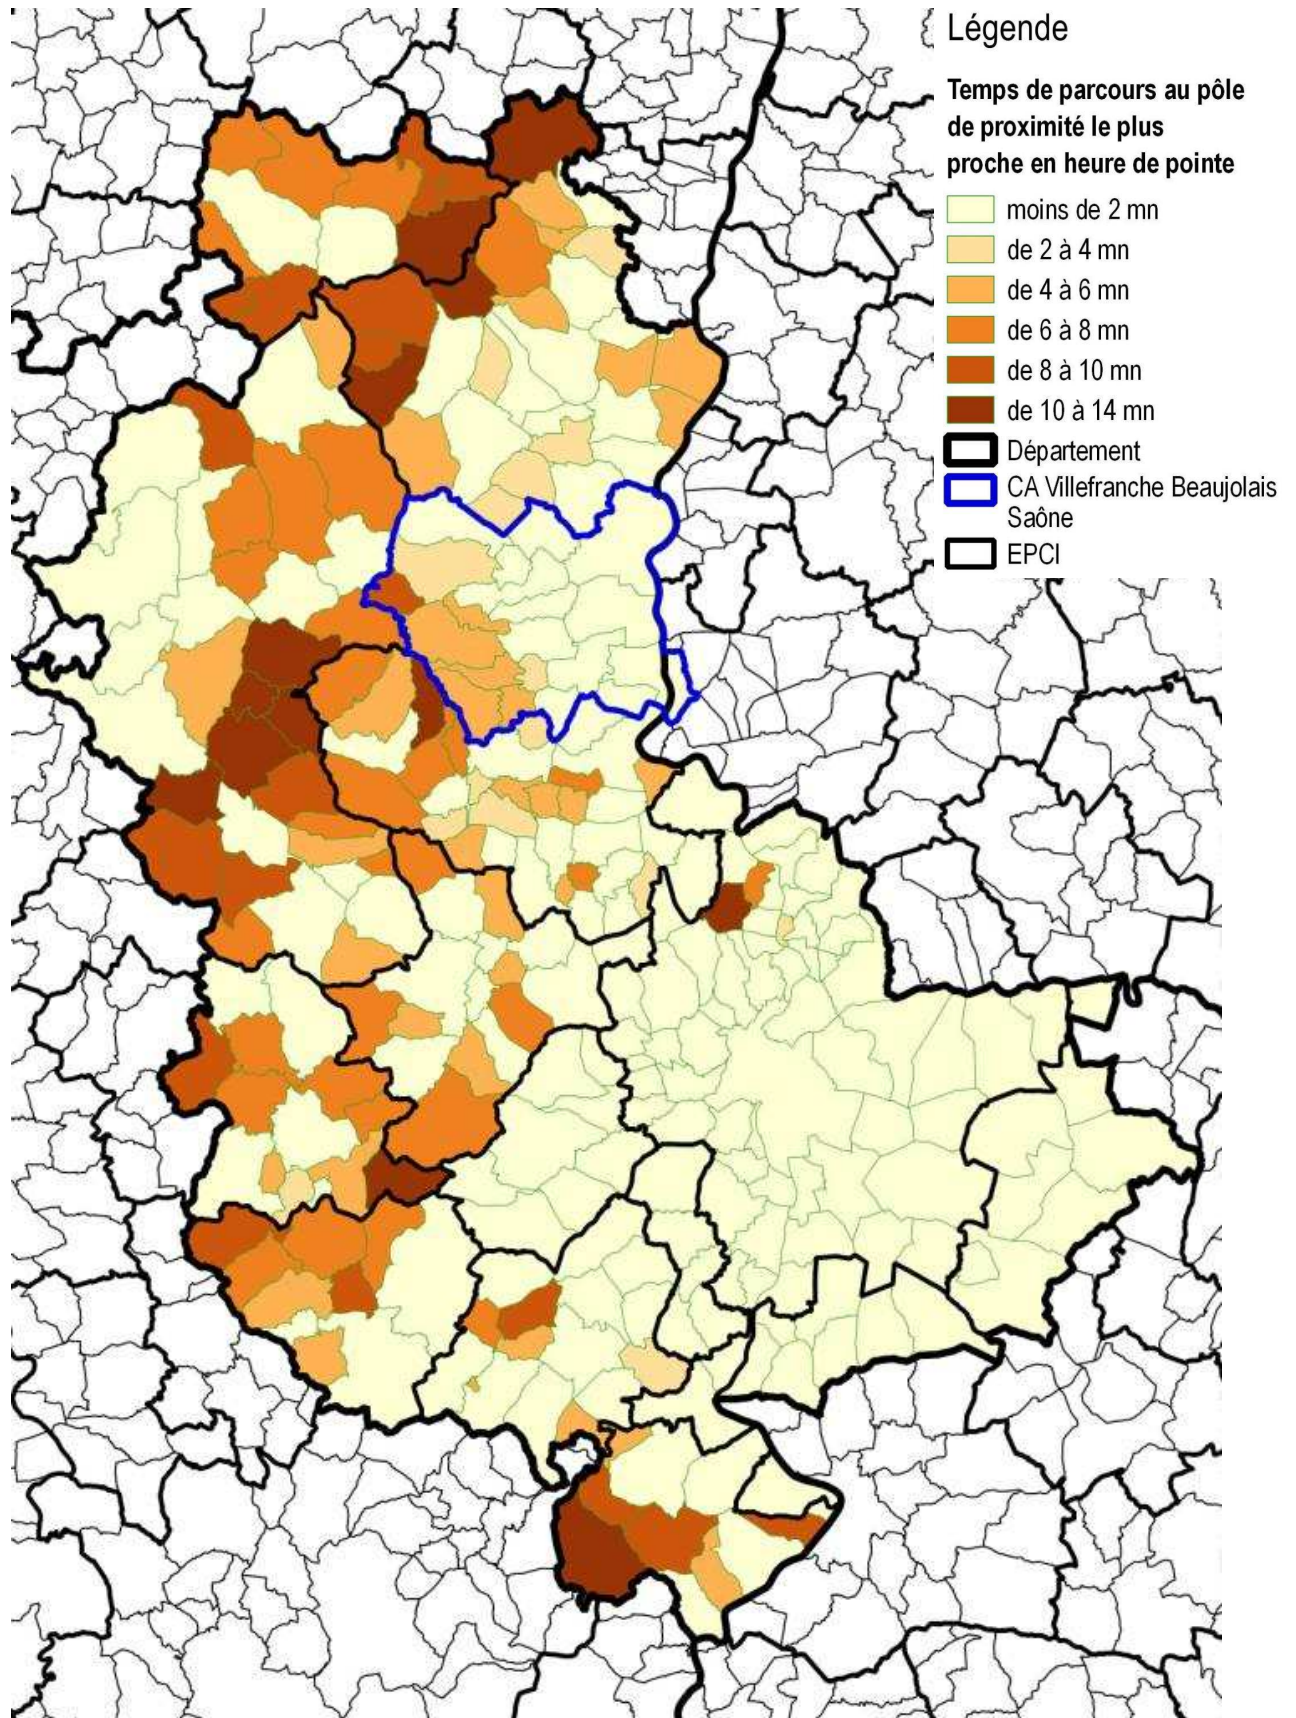 Légende
Temps de parcours au pôle
de proximité le plus
proche en heure de pointe
moins de 2 mn
de 2 à 4 mn
de 4 à 6 mn
de 6 à 8 mn
de 8 à 10 mn
de 10 à 14 mn
Département
CA Villefranche Beaujolais
Saône
EPCI